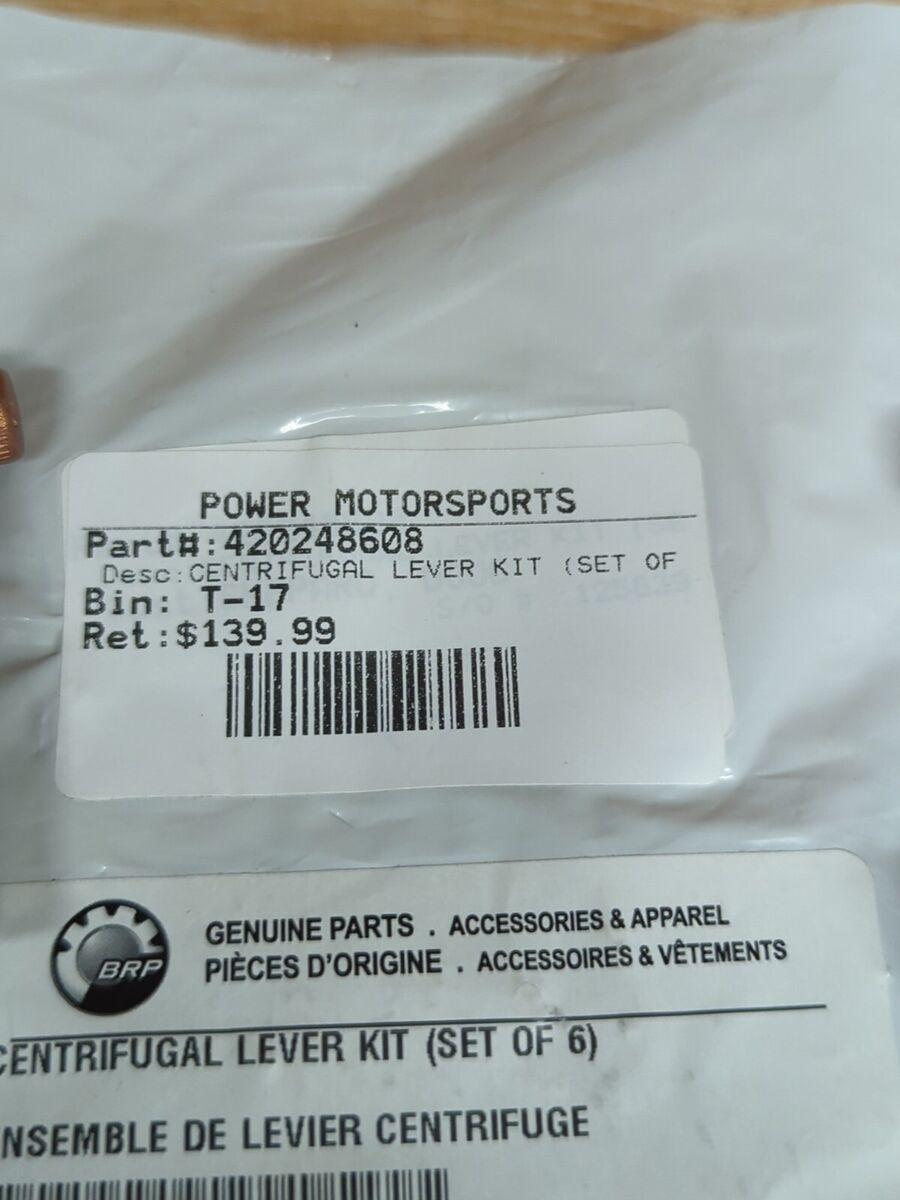 POWER MOTORSPORTS
Part#:420248608
Desc:CENTRIFUGAL LEVER KIT (SET OF
Bin: T-17
Ret:$139.99
BRP
GENUINE PARTS . ACCESSORIES & APPAREL
PIÈCES D'ORIGINE . ACCESSOIRES & VÊTEMENTS
CENTRIFUGAL LEVER KIT (SET OF 6)
ENSEMBLE DE LEVIER CENTRIFUGE